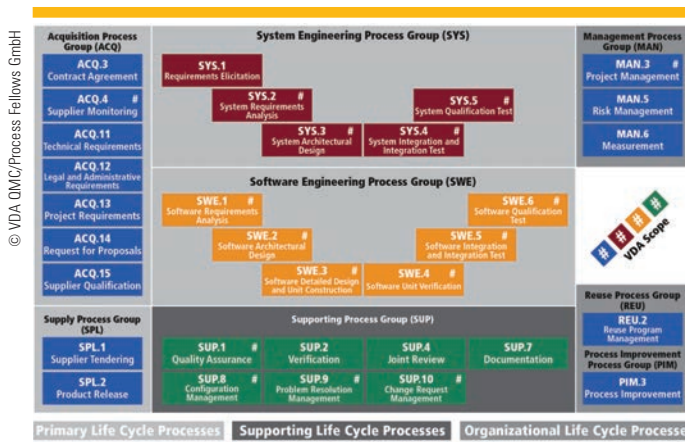 © VDA QMC/Process Fellows GmbH
Acquisition Process
Group (ACQ)
ACQ.3
Contract Agreement
ACQ.4 #
Supplier Monitoring
ACQ.11
Technical Requirements
ACQ.12
Legal and Administrative
Requirements
ACQ.13
Project Requirements
ACQ.14
Request for Proposals
ACQ.15
Supplier Qualification
System Engineering Process Group (SYS)
SYS.1
Requirements Elicitation
SYS.2 #
System Requirements
Analysis
SYS.3 #
System Architectural
Design
SYS.4 #
System Integration and
Integration Test
SYS.5 #
System Qualification Test
Management Process
Group (MAN)
MAN.3 #
Project Management
MAN.5
Risk Management
MAN.6
Measurement
Software Engineering Process Group (SWE)
SWE.1 #
Software Requirements
Analysis
SWE.2 #
Software Architectural
Design
SWE.3 #
Software Detailed Design
and Unit Construction
SWE.4 #
Software Unit Verification
SWE.5 #
Software Integration
and Integration Test
SWE.6 #
Software Qualification
Test
# # # #
VDA Scope
Supply Process Group
(SPL)
SPL.1
Supplier Tendering
SPL.2
Product Release
Supporting Process Group (SUP)
SUP.1 #
Quality Assurance
SUP.2
Verification
SUP.4
Joint Review
SUP.7
Documentation
SUP.8 #
Configuration
Management
SUP.9 #
Problem Resolution
Management
SUP.10 #
Change Request
Management
Reuse Process Group
(REU)
REU.2
Reuse Program
Management
Process Improvement
Process Group (PIM)
PIM.3
Process Improvement
Primary Life Cycle Processes
Supporting Life Cycle Processes
Organizational Life Cycle Processe